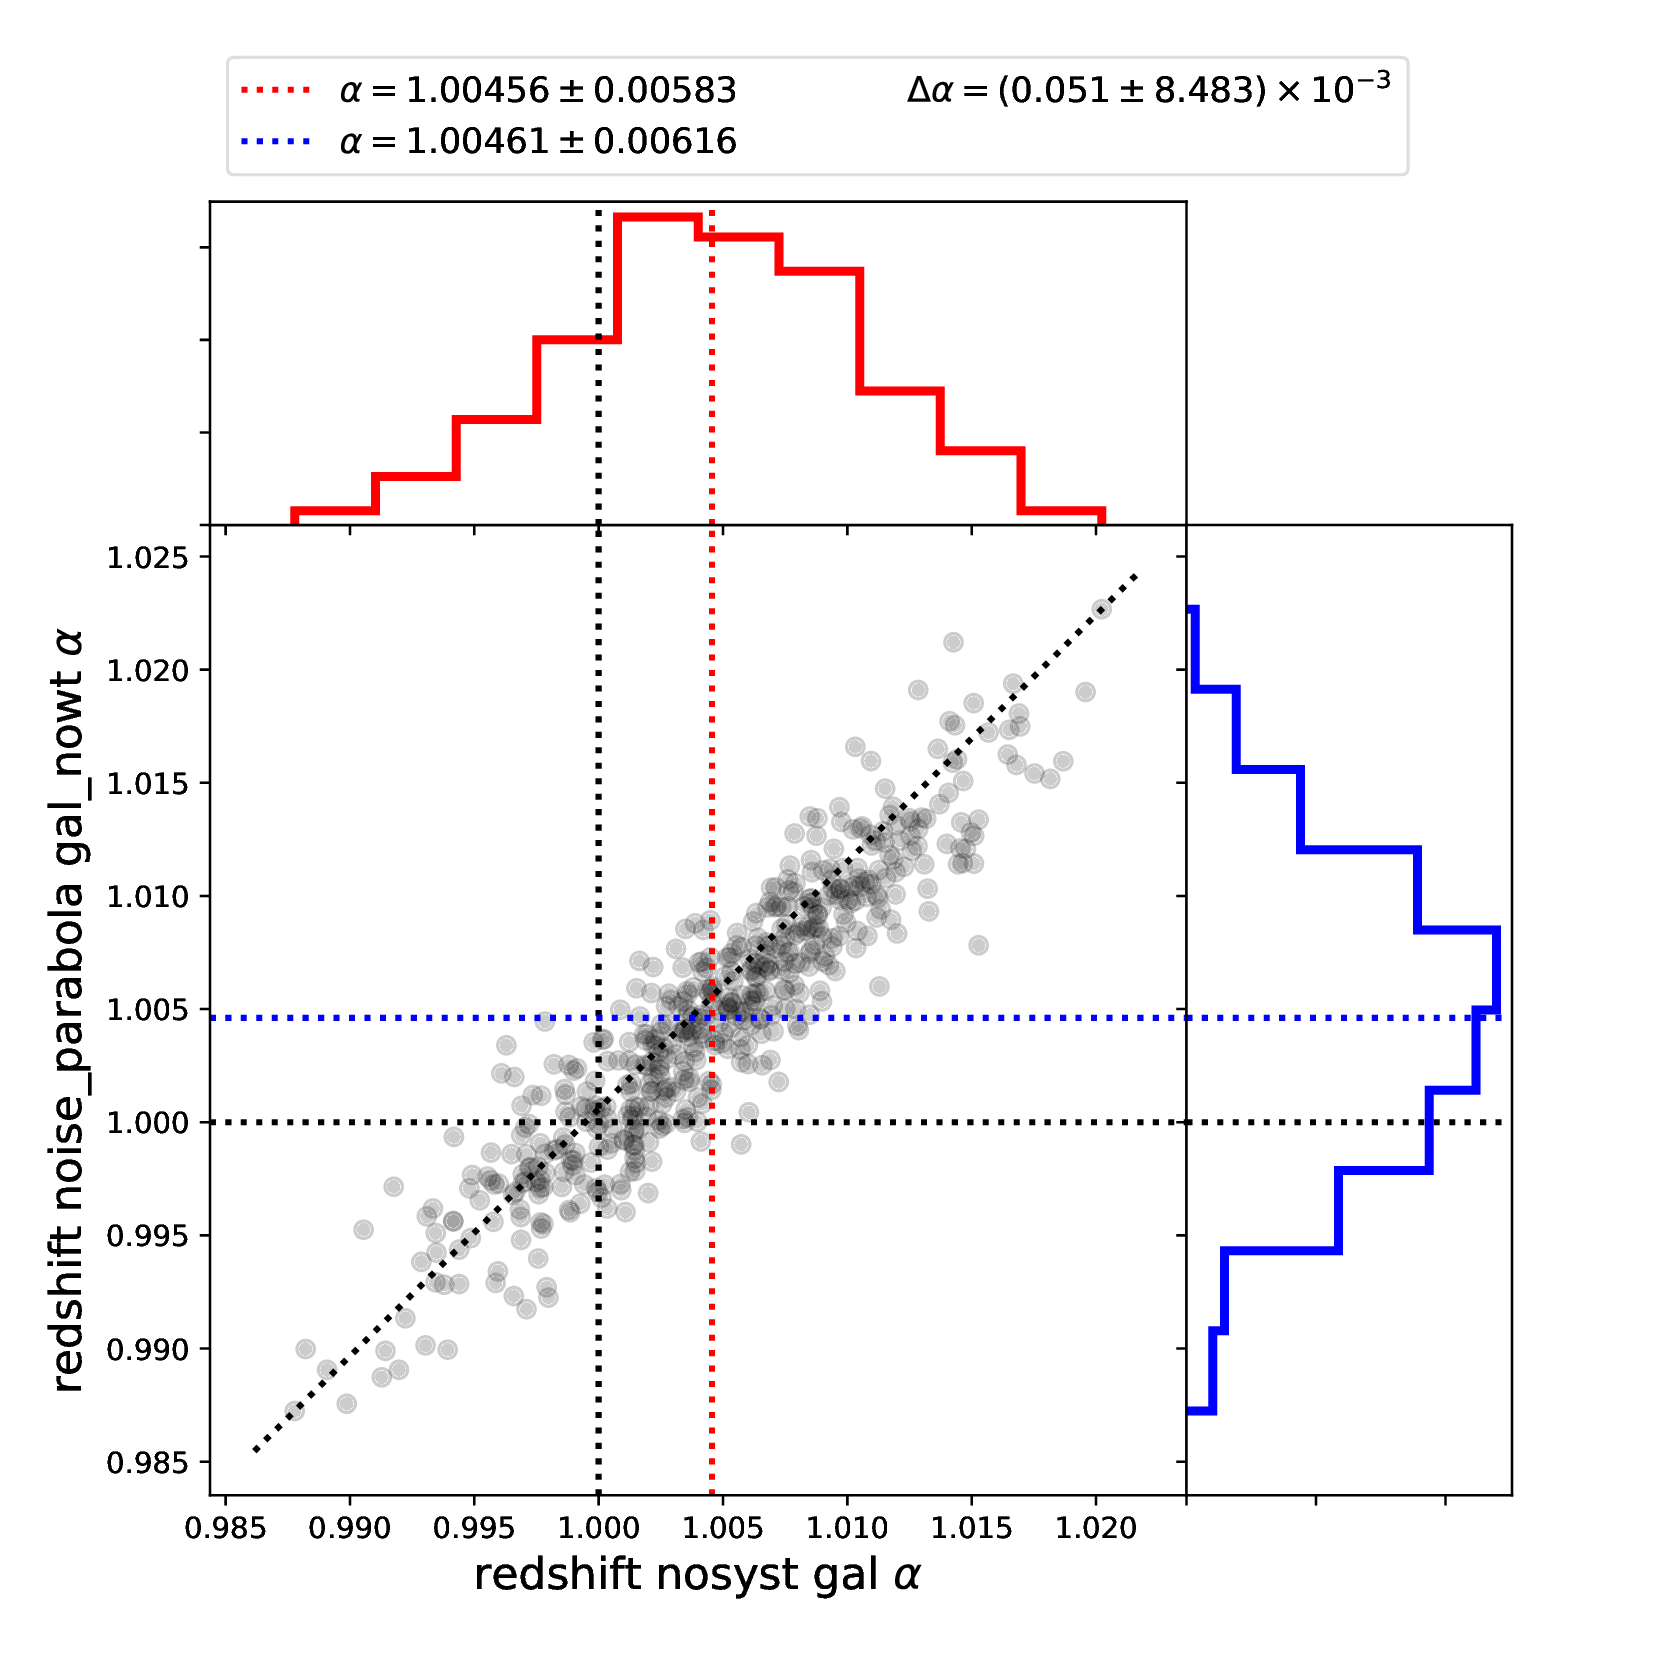 α = 1.00456 ± 0.00583
Δα = (0.051 ± 8.483) × 10⁻³
α = 1.00461 ± 0.00616
1.025
1.020
1.015
1.010
1.005
1.000
0.995
0.990
0.985
redshift noise_parabola gal_nowt α
0.985 0.990 0.995 1.000 1.005 1.010 1.015 1.020
redshift nosyst gal α